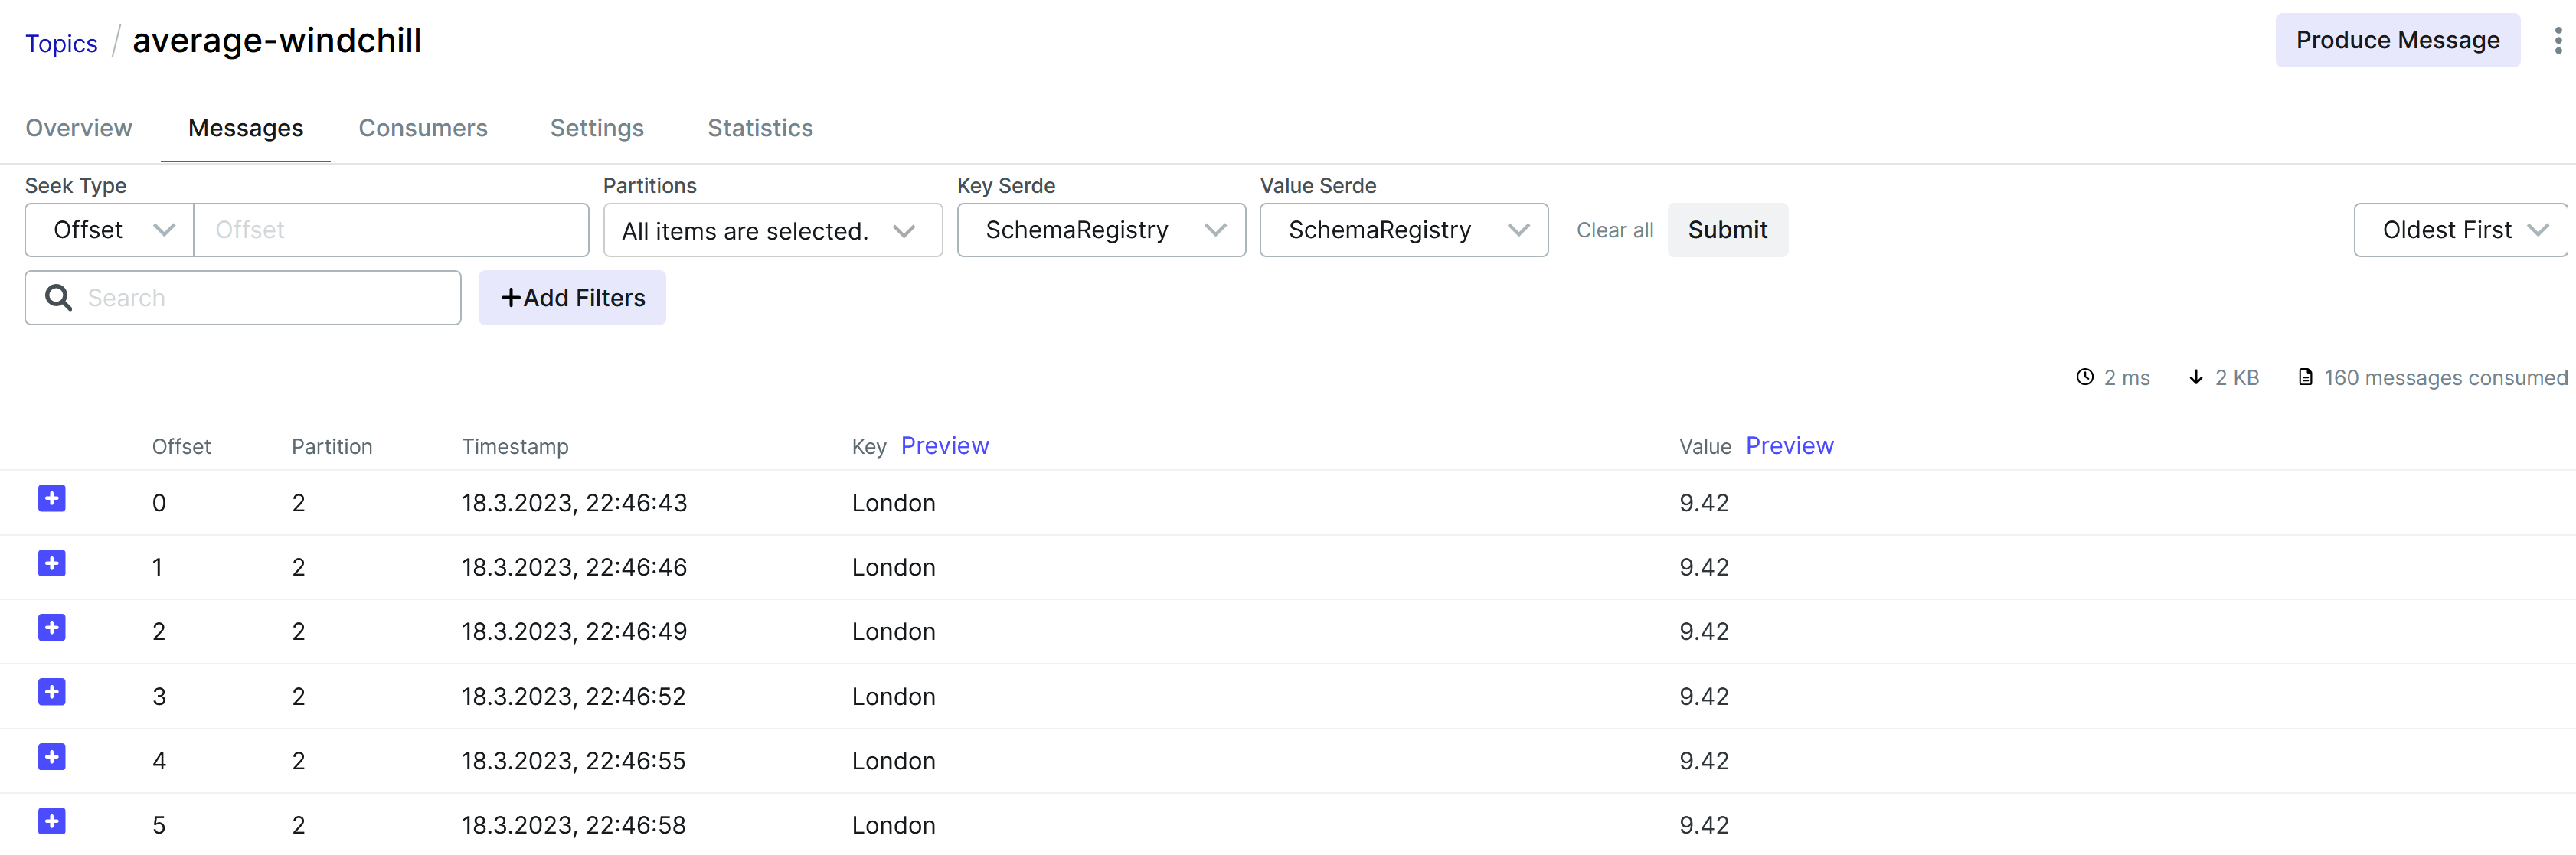 Topics / average-windchill
Produce Message
Overview Messages Consumers Settings Statistics
Seek Type Partitions Key Serde Value Serde
Offset Offset All items are selected. SchemaRegistry SchemaRegistry Clear all Submit Oldest First
Search +Add Filters
2 ms 2 KB 160 messages consumed
Offset Partition Timestamp Key Preview Value Preview
0 2 18.3.2023, 22:46:43 London 9.42
1 2 18.3.2023, 22:46:46 London 9.42
2 2 18.3.2023, 22:46:49 London 9.42
3 2 18.3.2023, 22:46:52 London 9.42
4 2 18.3.2023, 22:46:55 London 9.42
5 2 18.3.2023, 22:46:58 London 9.42